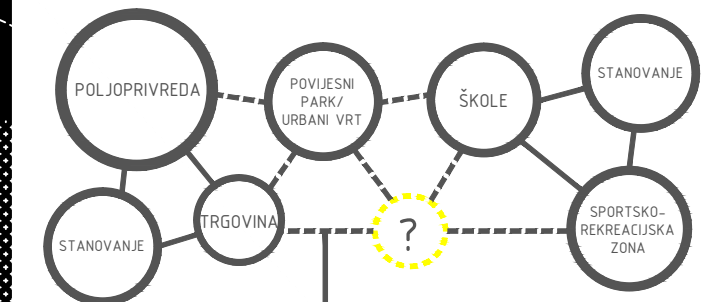 POLJOPRIVREDA
POVIJESNI
PARK/
URBANI VRT
ŠKOLE
STANOVANJE
STANOVANJE
TRGOVINA
?
SPORTSKO-
REKREACIJSKA
ZONA